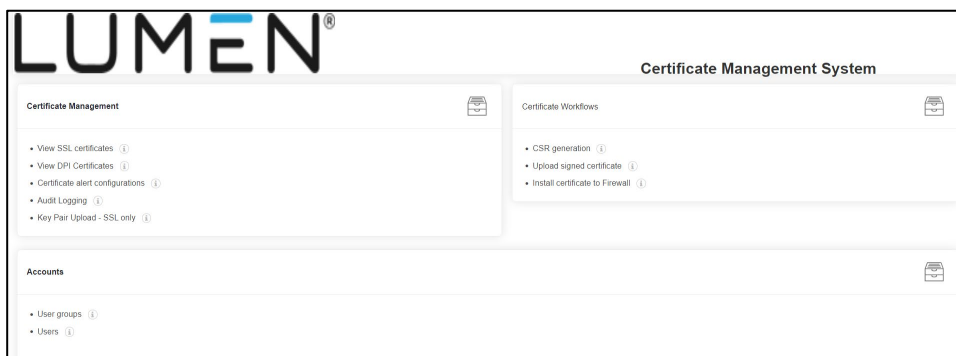 LUMEN®
Certificate Management System
Certificate Management
View SSL certificates
View DPI Certificates
Certificate alert configurations
Audit Logging
Key Pair Upload - SSL only
Certificate Workflows
CSR generation
Upload signed certificate
Install certificate to Firewall
Accounts
User groups
Users